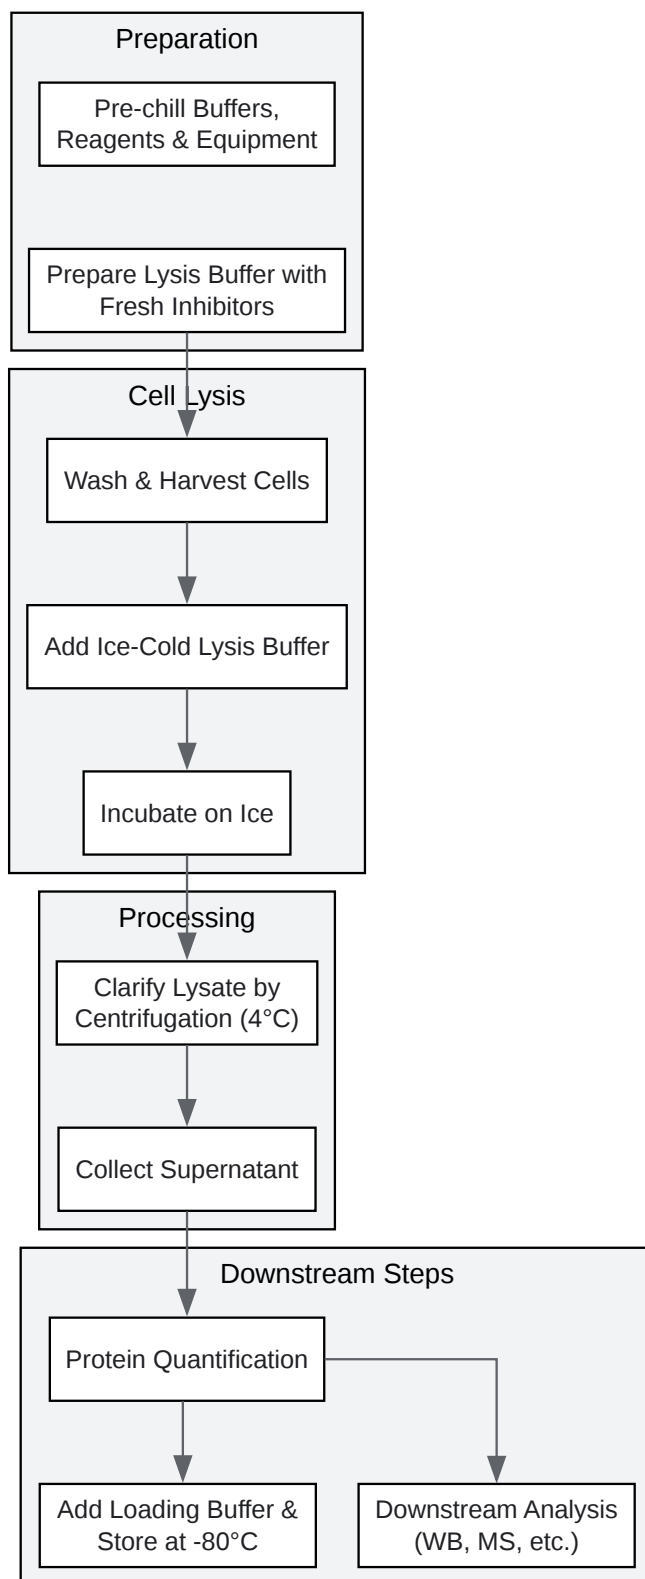 Preparation
Pre-chill Buffers,
Reagents & Equipment
Prepare Lysis Buffer with
Fresh Inhibitors
Cell Lysis
Wash & Harvest Cells
Add Ice-Cold Lysis Buffer
Incubate on Ice
Processing
Clarify Lysate by
Centrifugation (4°C)
Collect Supernatant
Downstream Steps
Protein Quantification
Add Loading Buffer &
Store at -80°C
Downstream Analysis
(WB, MS, etc.)